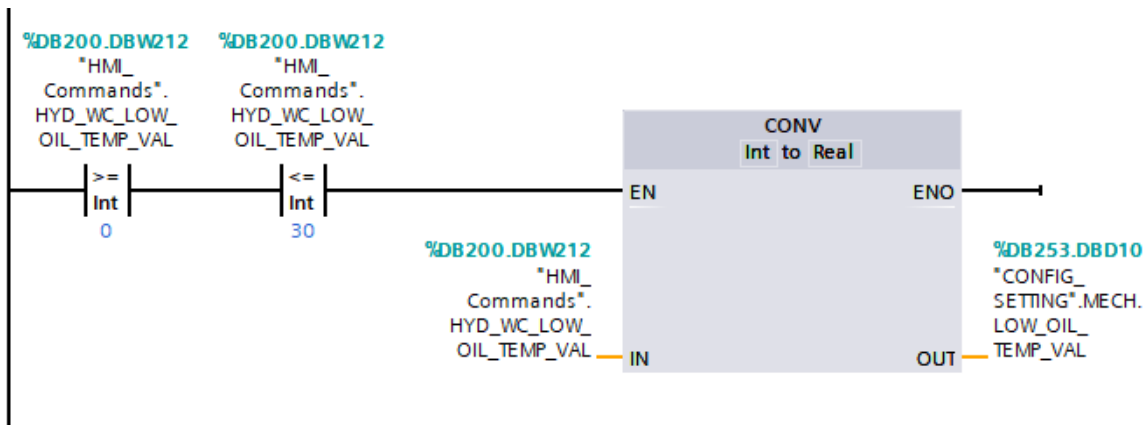 %DB200.DBW212 %DB200.DBW212
"HMI_ "HMI_
Commands". Commands".
HYD_WC_LOW_ HYD_WC_LOW_
OIL_TEMP_VAL OIL_TEMP_VAL
>= <=
Int Int
0 30
CONV
Int to Real
EN ENO
%DB200.DBW212
"HMI_
Commands".
HYD_WC_LOW_
OIL_TEMP_VAL
IN
%DB253.DBD10
"CONFIG_
SETTING".MECH.
LOW_OIL_
TEMP_VAL
OUT